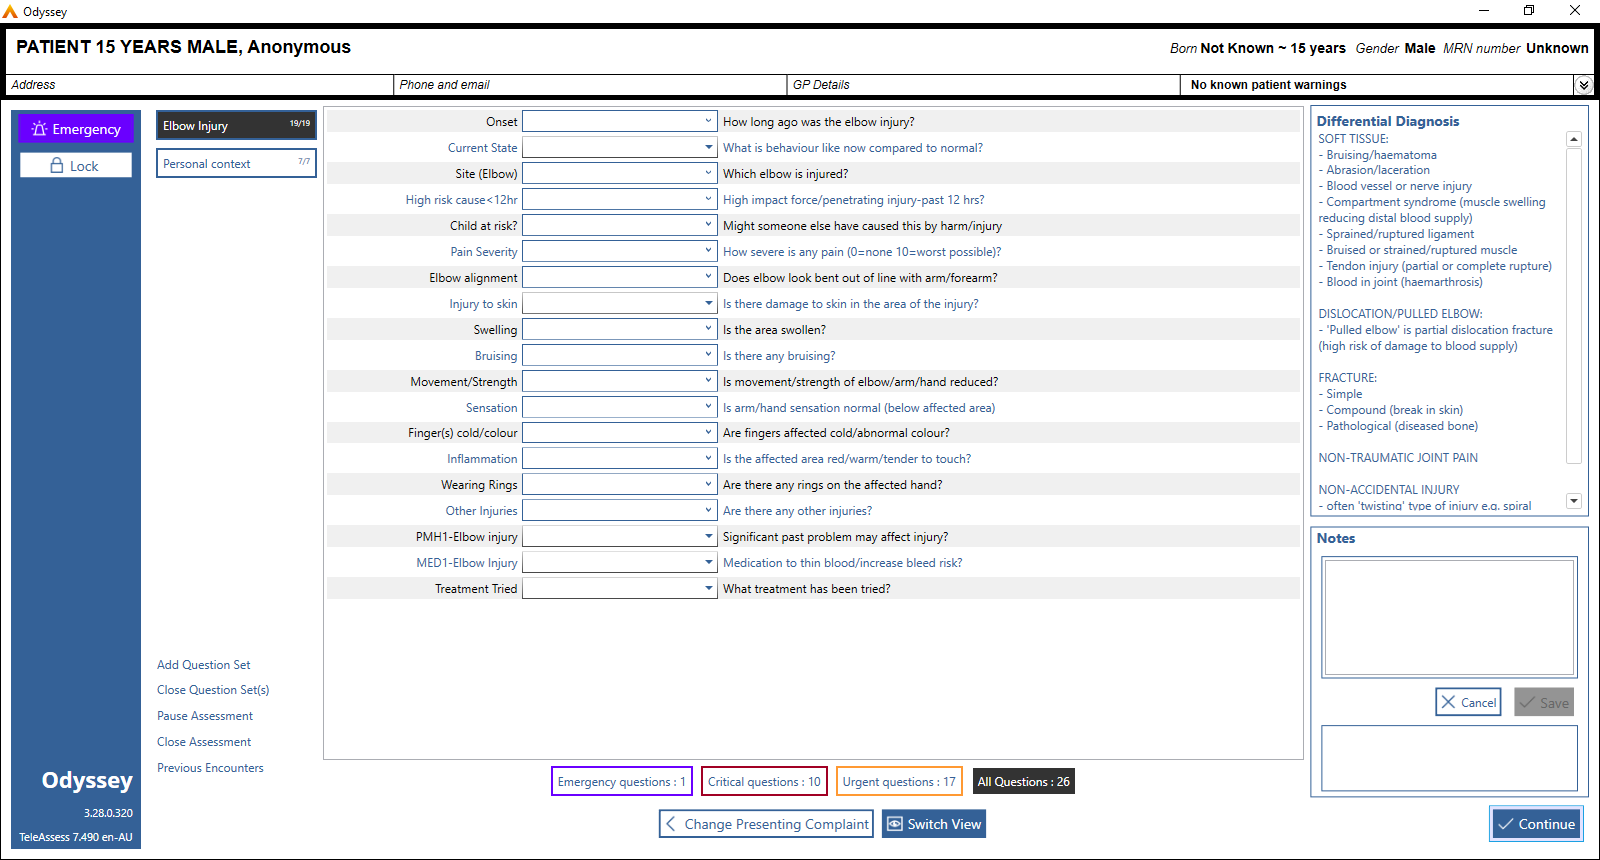 Odyssey
PATIENT 15 YEARS MALE, Anonymous
Born Not Known ~ 15 years Gender Male MRN number Unknown
Address
Phone and email
GP Details
No known patient warnings
Emergency
Lock
Elbow Injury 19/19
Personal context 7/7
Onset How long ago was the elbow injury?
Current State What is behaviour like now compared to normal?
Site (Elbow) Which elbow is injured?
High risk cause<12hr High impact force/penetrating injury-past 12 hrs?
Child at risk? Might someone else have caused this by harm/injury
Pain Severity How severe is any pain (0=none 10=worst possible)?
Elbow alignment Does elbow look bent out of line with arm/forearm?
Injury to skin Is there damage to skin in the area of the injury?
Swelling Is the area swollen?
Bruising Is there any bruising?
Movement/Strength Is movement/strength of elbow/arm/hand reduced?
Sensation Is arm/hand sensation normal (below affected area)
Finger(s) cold/colour Are fingers affected cold/abnormal colour?
Inflammation Is the affected area red/warm/tender to touch?
Wearing Rings Are there any rings on the affected hand?
Other Injuries Are there any other injuries?
PMH1-Elbow injury Significant past problem may affect injury?
MED1-Elbow Injury Medication to thin blood/increase bleed risk?
Treatment Tried What treatment has been tried?
Differential Diagnosis
SOFT TISSUE:
- Bruising/haematoma
- Abrasion/laceration
- Blood vessel or nerve injury
- Compartment syndrome (muscle swelling
reducing distal blood supply)
- Sprained/ruptured ligament
- Bruised or strained/ruptured muscle
- Tendon injury (partial or complete rupture)
- Blood in joint (haemarthrosis)
DISLOCATION/PULLED ELBOW:
- 'Pulled elbow' is partial dislocation fracture
(high risk of damage to blood supply)
FRACTURE:
- Simple
- Compound (break in skin)
- Pathological (diseased bone)
NON-TRAUMATIC JOINT PAIN
NON-ACCIDENTAL INJURY
- often 'twisting' type of injury e.g. spiral
Notes
Cancel
Save
Add Question Set
Close Question Set(s)
Pause Assessment
Close Assessment
Previous Encounters
Odyssey
3.28.0.320
TeleAssess 7.490 en-AU
Emergency questions : 1
Critical questions : 10
Urgent questions : 17
All Questions : 26
Change Presenting Complaint
Switch View
Continue